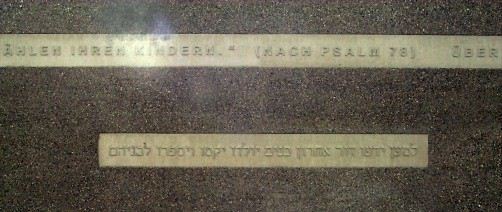 ÄHLEN IHREN KINDERN." (NACH PSALM 78) ÜBER
למען ידעו דור אחרון בנים יולדו יקמו ויספרו לבניהם